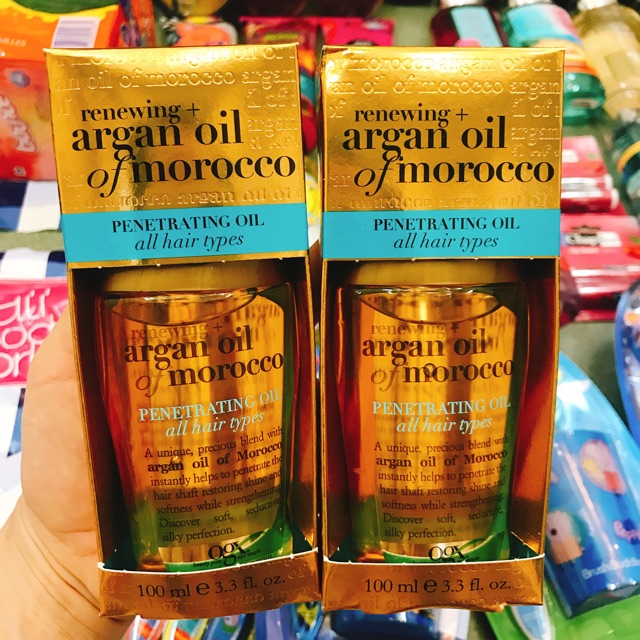 renewing +
argan oil
of morocco
PENETRATING OIL
all hair types
renewing +
argan oil
of morocco
PENETRATING OIL
all hair types
A unique, precious blend with
argan oil of Morocco
instantly helps to penetrate the
hair shaft restoring shine and
softness while strengthening.
Discover soft, seductive,
silky perfection.
ogx
100 ml e 3.3 fl. oz.
renewing +
argan oil
of morocco
PENETRATING OIL
all hair types
renewing +
argan oil
of morocco
PENETRATING OIL
all hair types
A unique, precious blend with
argan oil of Morocco
instantly helps to penetrate the
hair shaft restoring shine and
softness while strengthening.
Discover soft, seductive,
silky perfection.
ogx
100 ml e 3.3 fl. oz.